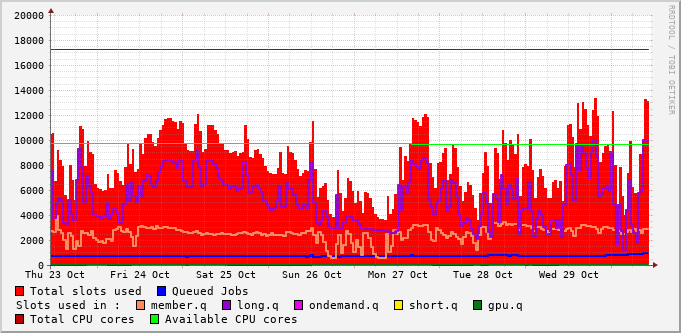 20000
18000
16000
14000
12000
10000
8000
6000
4000
2000
0
Thu 23 Oct Fri 24 Oct Sat 25 Oct Sun 26 Oct Mon 27 Oct Tue 28 Oct Wed 29 Oct
RRDTOOL / TOBI OETIKER
Total slots used Queued Jobs
Slots used in : member.q long.q ondemand.q short.q gpu.q
Total CPU cores Available CPU cores